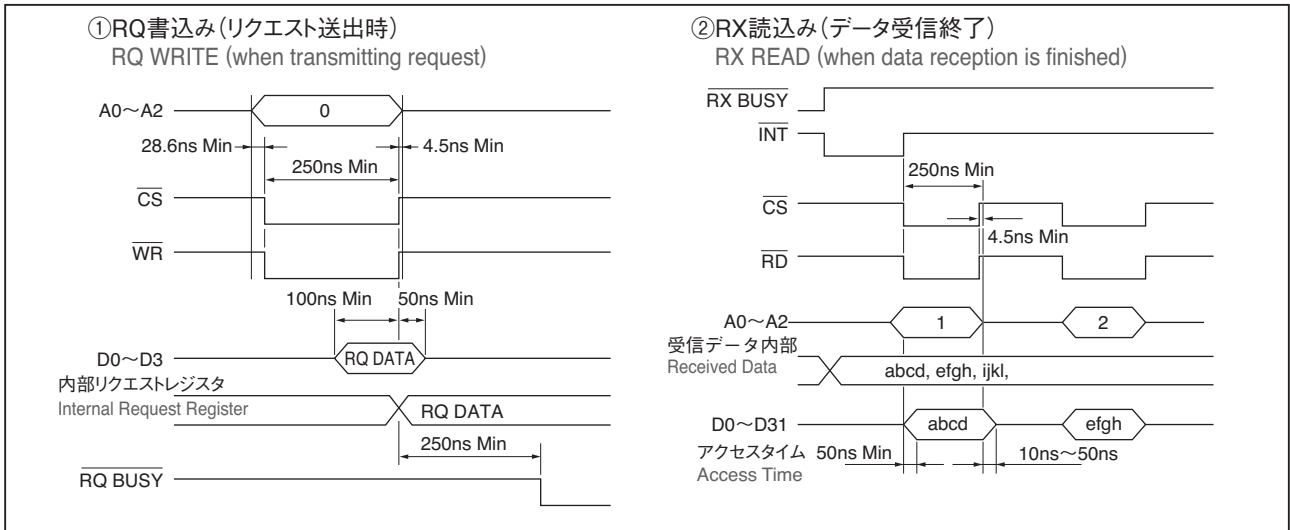 ①RQ書込み(リクエスト送出時)
RQ WRITE (when transmitting request)
A0～A2
0
28.6ns Min
4.5ns Min
250ns Min
CS
WR
100ns Min
50ns Min
D0～D3
RQ DATA
内部リクエストレジスタ
Internal Request Register
RQ DATA
250ns Min
RQ BUSY
②RX読込み(データ受信終了)
RX READ (when data reception is finished)
RX BUSY
INT
250ns Min
CS
4.5ns Min
RD
A0～A2
1
2
受信データ内部
Received Data
abcd, efgh, ijkl,
D0～D31
abcd
efgh
アクセスタイム
50ns Min
10ns～50ns
Access Time